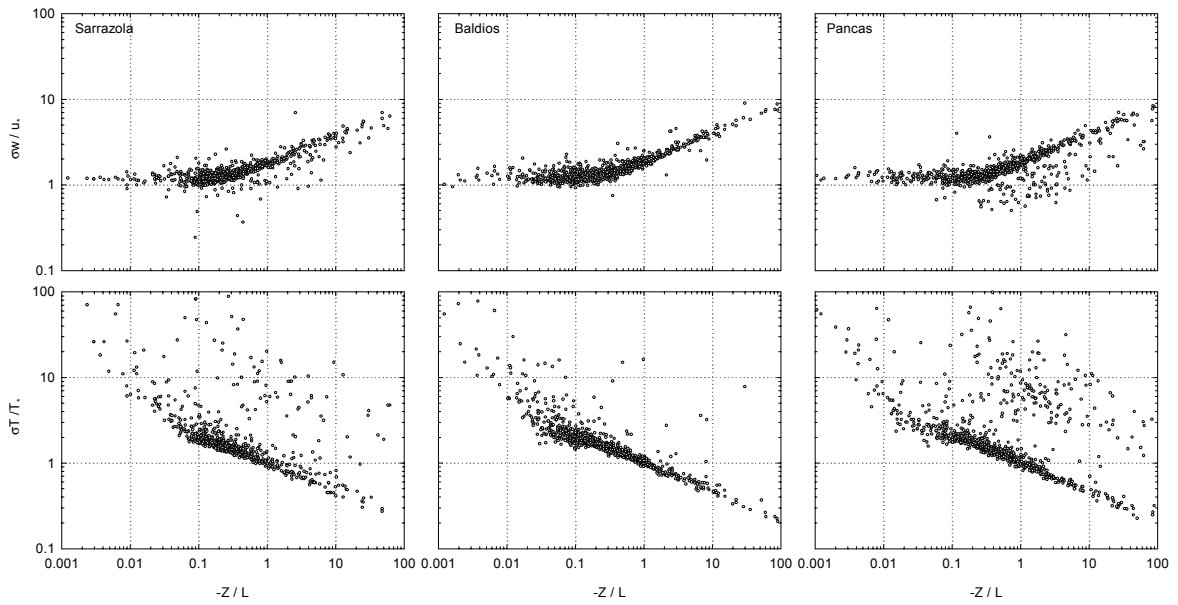 Sarrazola
Baldios
Pancas
100
10
1
0.1
σw / u*
100
10
1
0.1
σT /T*
0.001 0.01 0.1 1 10 100 0.001 0.01 0.1 1 10 100 0.001 0.01 0.1 1 10 100
-Z / L
-Z / L
-Z / L